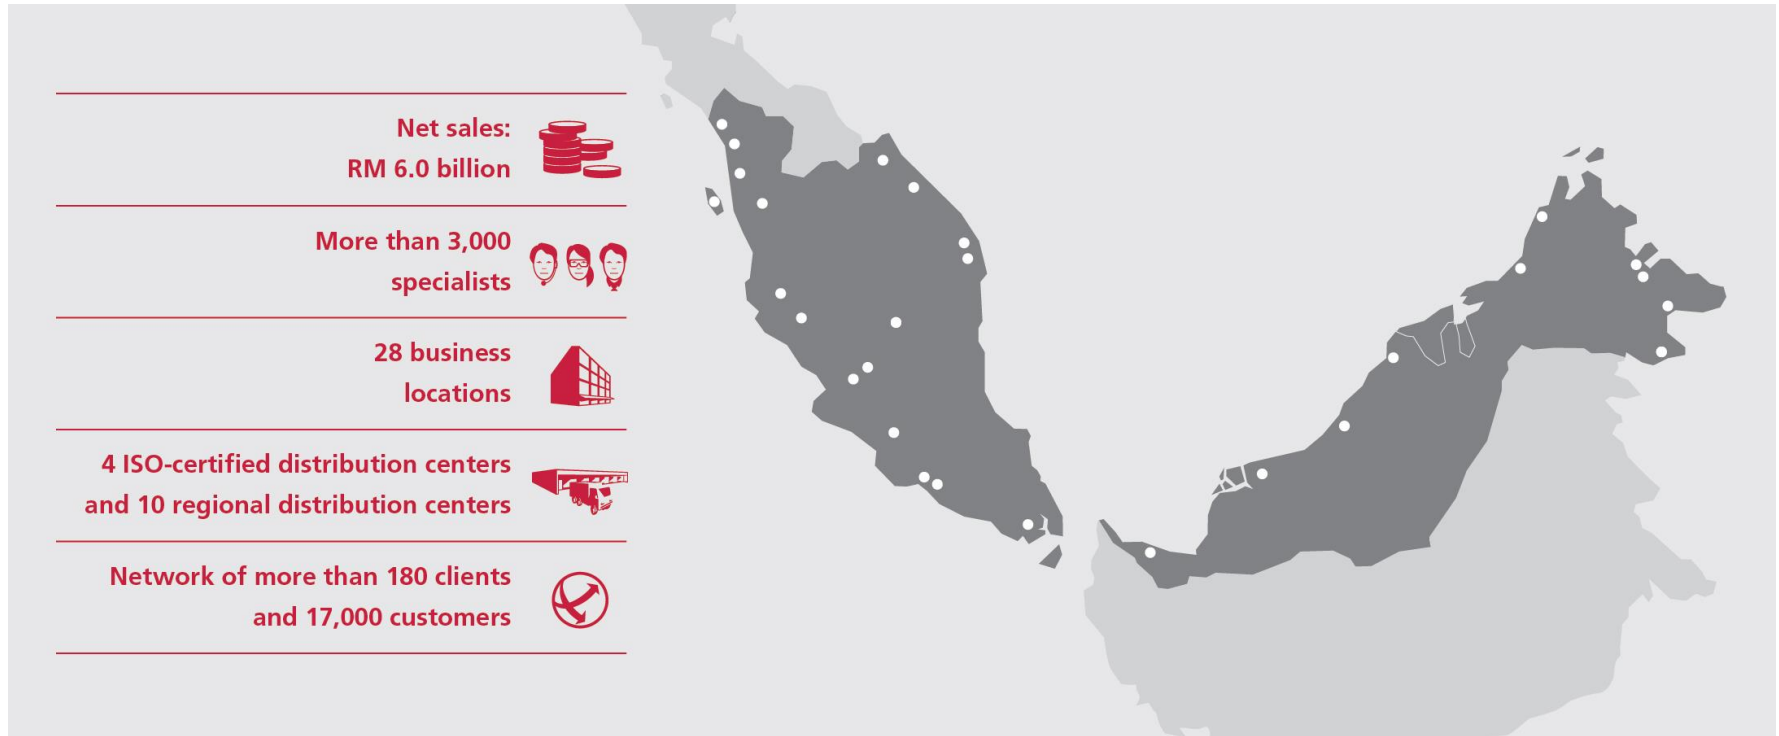 Net sales:
RM 6.0 billion
More than 3,000
specialists
28 business
locations
4 ISO-certified distribution centers
and 10 regional distribution centers
Network of more than 180 clients
and 17,000 customers